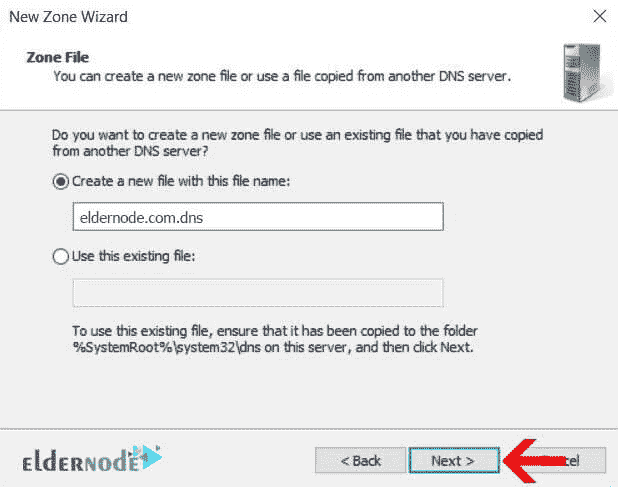 New Zone Wizard
Zone File
You can create a new zone file or use a file copied from another DNS server.
Do you want to create a new zone file or use an existing file that you have copied
from another DNS server?
Create a new file with this file name:
eldernode.com.dns
Use this existing file:
To use this existing file, ensure that it has been copied to the folder
%SystemRoot%\system32\dns on this server, and then click Next.
ELDERNODE
< Back Next >